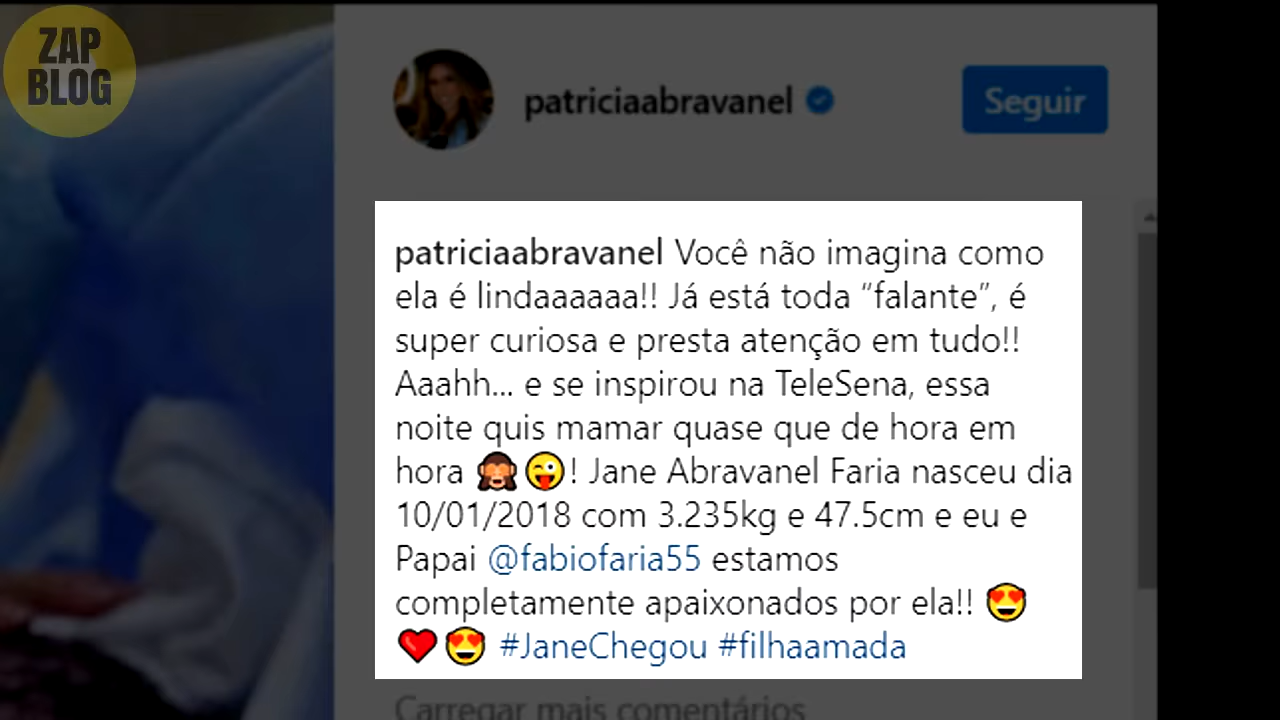 ZAP
BLOG
patriciaabravanel
Seguir
patriciaabravanel Você não imagina como
ela é lindaaaaaa!! Já está toda “falante”, é
super curiosa e presta atenção em tudo!!
Aaahh... e se inspirou na TeleSena, essa
noite quis mamar quase que de hora em
hora 🙈😜! Jane Abravanel Faria nasceu dia
10/01/2018 com 3.235kg e 47.5cm e eu e
Papai @fabiofaria55 estamos
completamente apaixonados por ela!! 😍
❤️😍 #JaneChegou #filhaamada
Carregar mais comentários